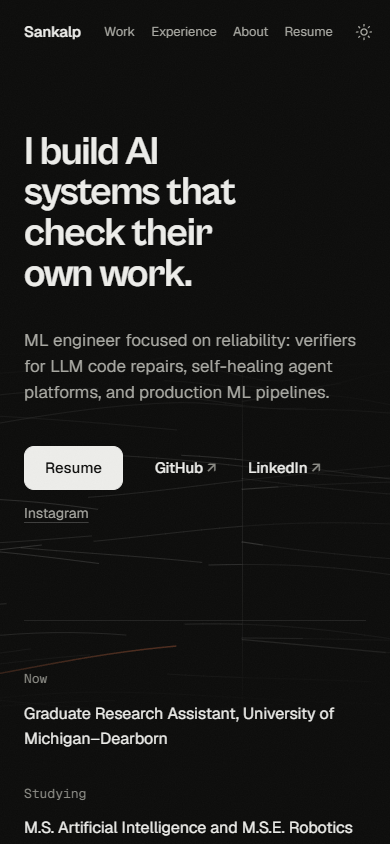 Sankalp Work Experience About Resume
I build AI
systems that
check their
own work.
ML engineer focused on reliability: verifiers
for LLM code repairs, self-healing agent
platforms, and production ML pipelines.
Resume GitHub ↗ LinkedIn ↗
Instagram
Now
Graduate Research Assistant, University of
Michigan–Dearborn
Studying
M.S. Artificial Intelligence and M.S.E. Robotics